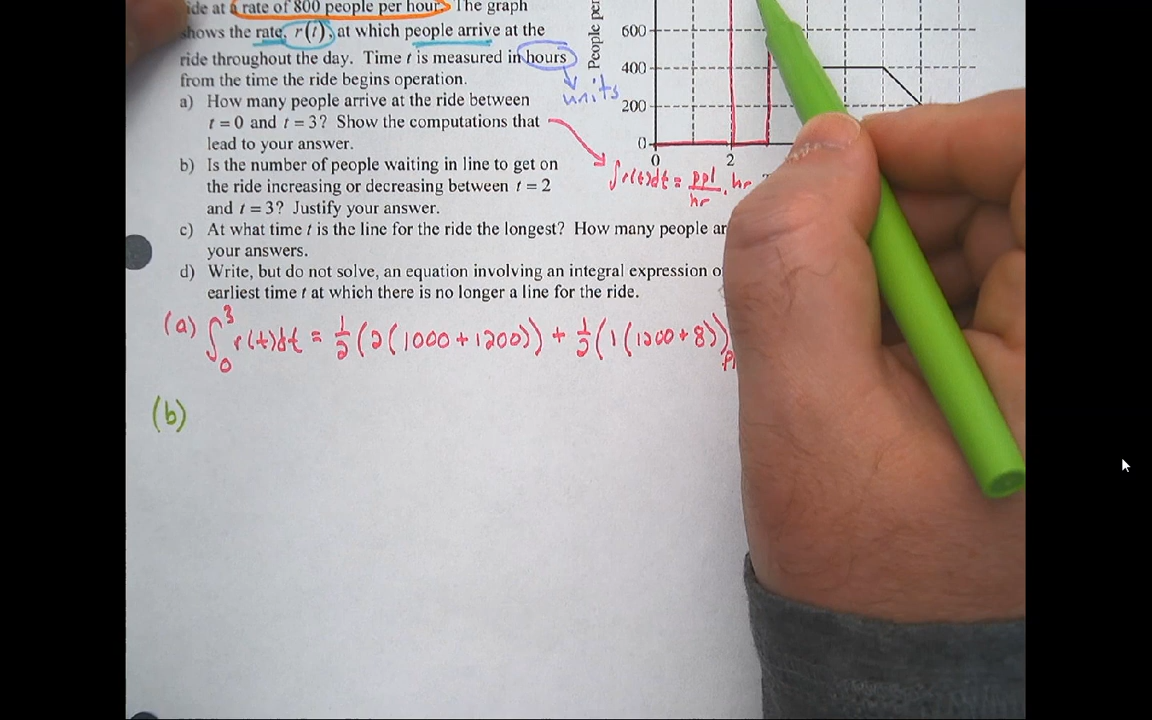 ide at a rate of 800 people per hour. The graph
shows the rate, r(t), at which people arrive at the
ride throughout the day. Time t is measured in hours
from the time the ride begins operation.
units
a) How many people arrive at the ride between
t = 0 and t = 3? Show the computations that
lead to your answer.
b) Is the number of people waiting in line to get on
the ride increasing or decreasing between t = 2
and t = 3? Justify your answer.
c) At what time t is the line for the ride the longest? How many people ar
your answers.
d) Write, but do not solve, an equation involving an integral expression o
earliest time t at which there is no longer a line for the ride.
People per
600
400
200
0
0 2
∫r(t)dt = ppl/hr · hr
(a) ∫₀³ r(t)dt = 1/2(2(1000+1200)) + 1/2(1(1200+8))
(b)